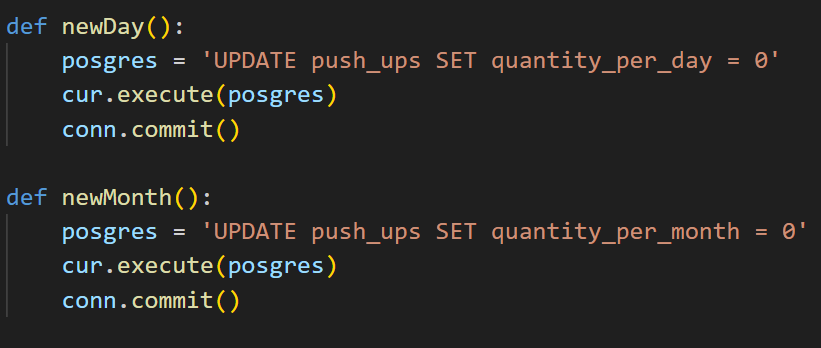 def newDay():
    posgres = 'UPDATE push_ups SET quantity_per_day = 0'
    cur.execute(posgres)
    conn.commit()

def newMonth():
    posgres = 'UPDATE push_ups SET quantity_per_month = 0'
    cur.execute(posgres)
    conn.commit()